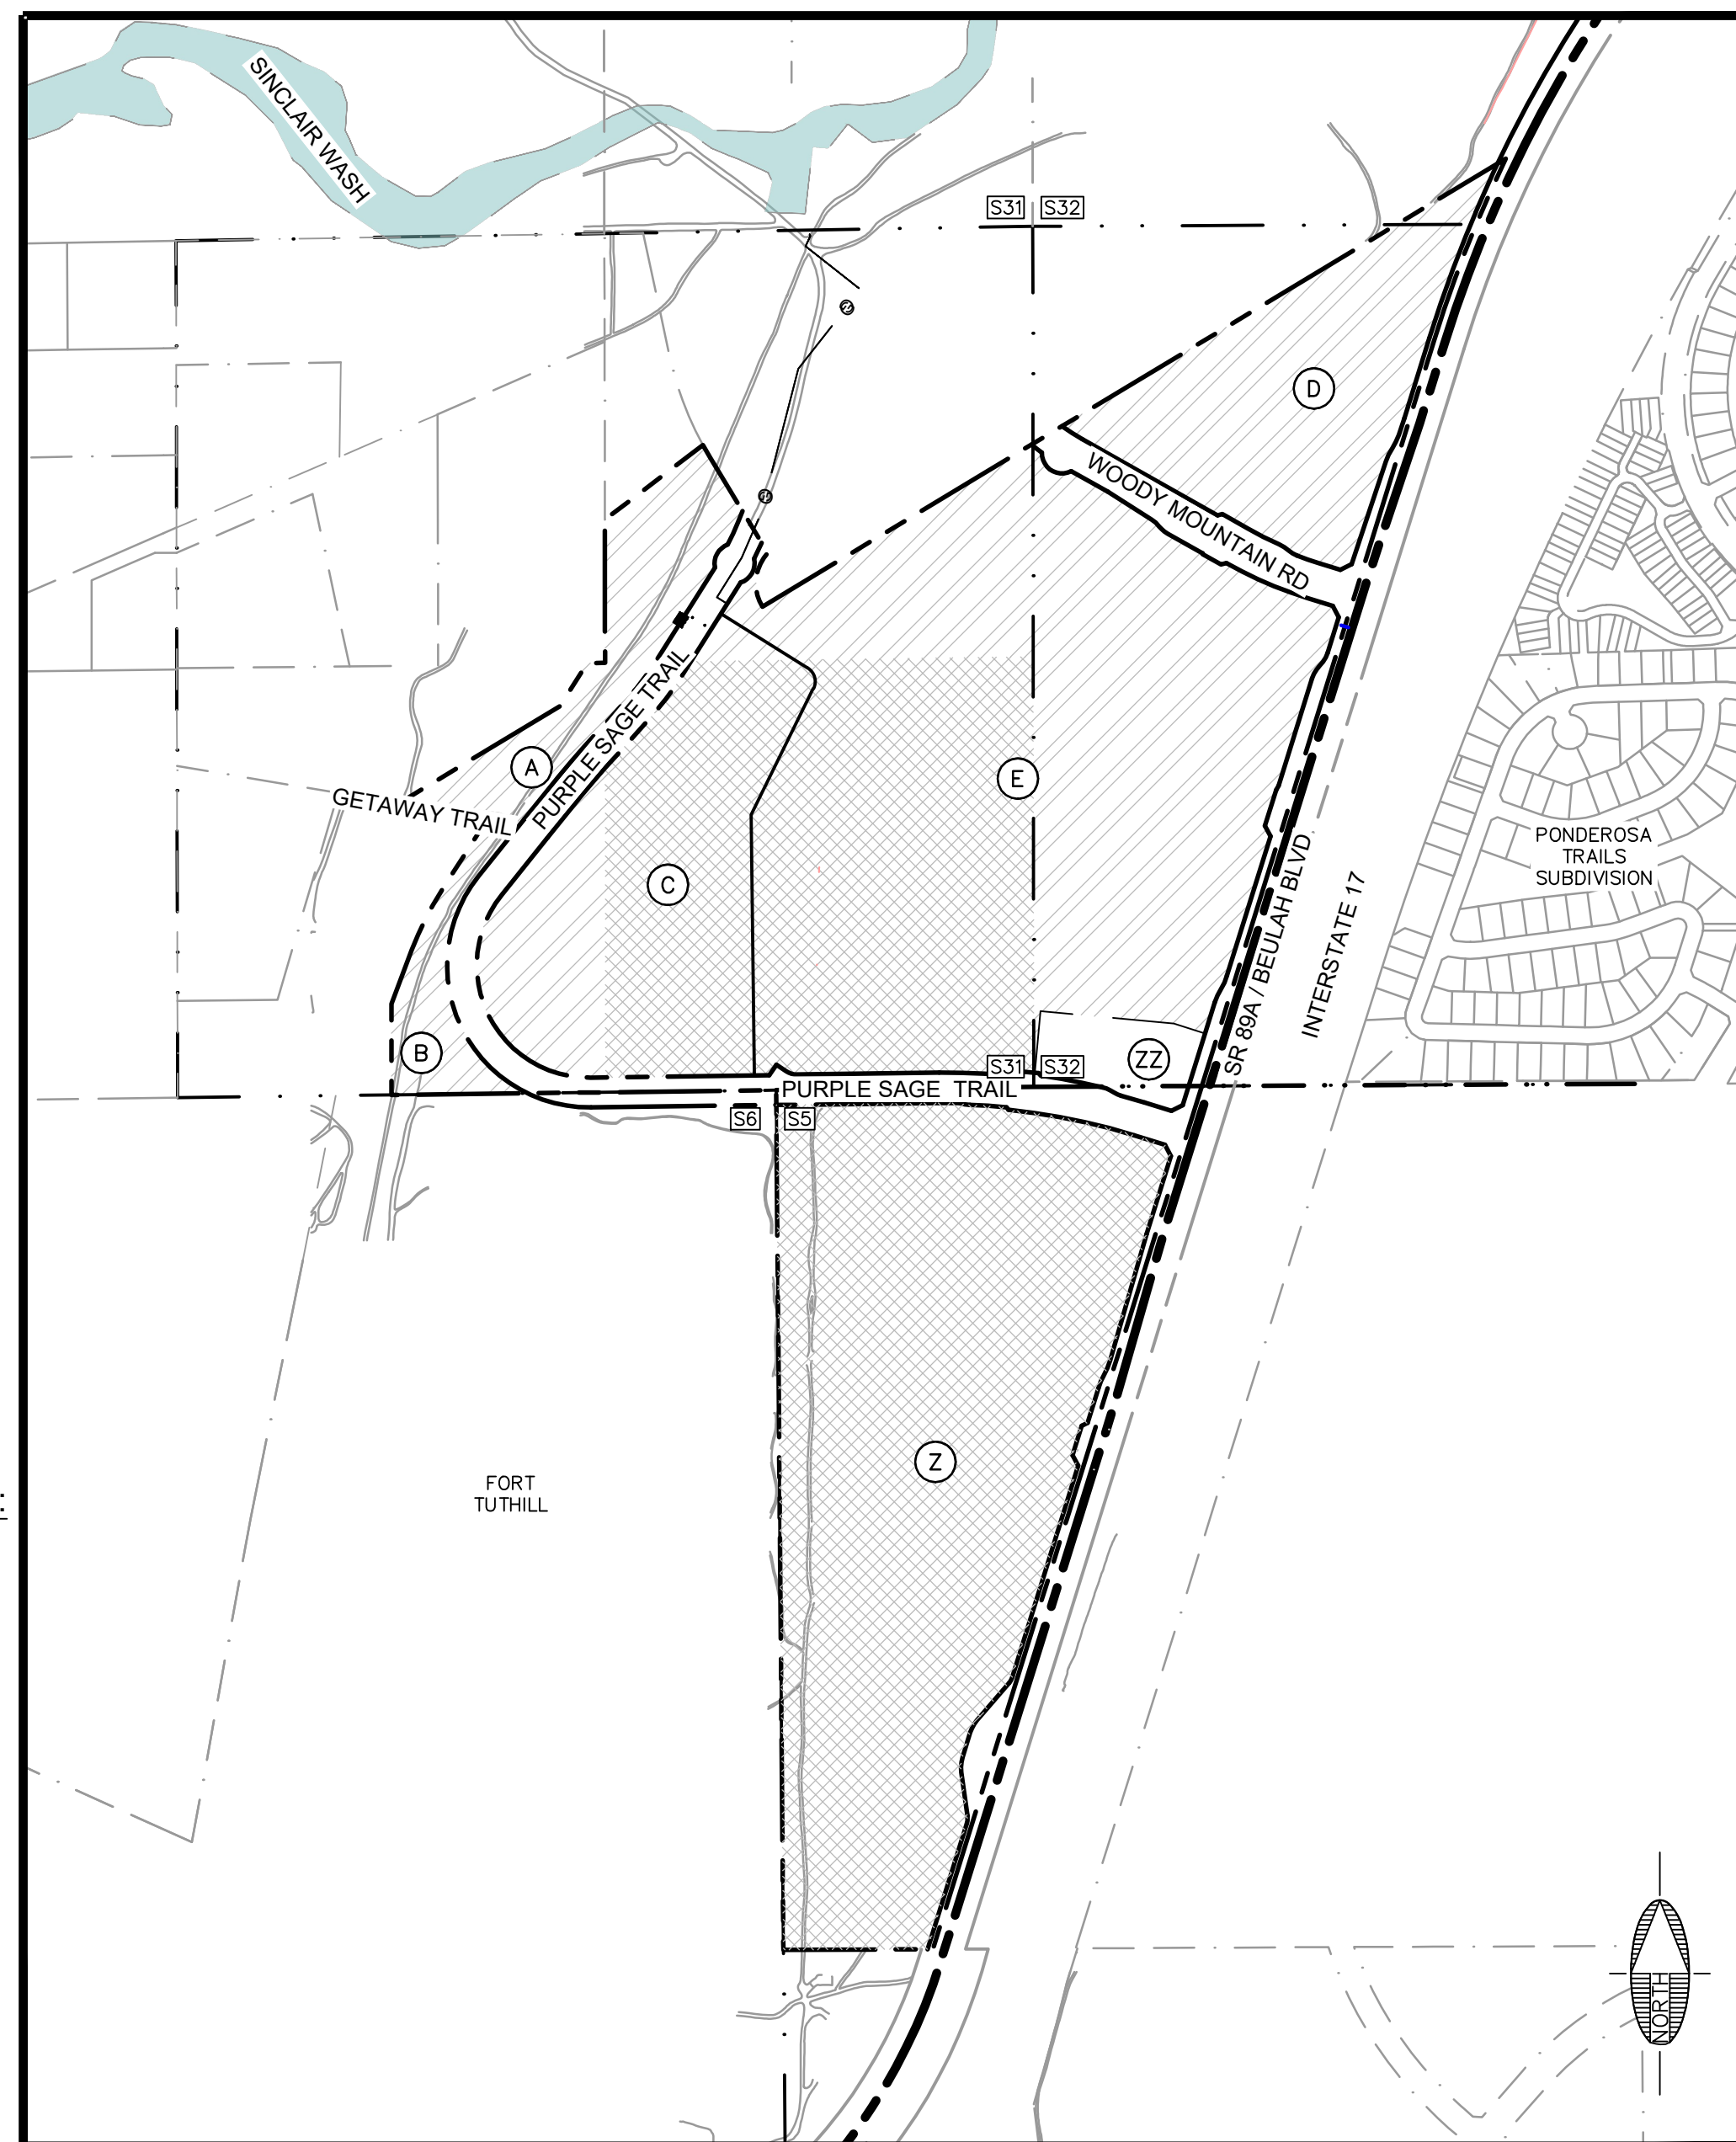 SINCLAIR WASH
S31 S32
D
WOODY MOUNTAIN RD
PURPLE SAGE TRAIL
A
E
GETAWAY TRAIL
PONDEROSA
TRAILS
SUBDIVISION
C
SR 89A / BEULAH BLVD
INTERSTATE 17
B
ZZ
S31 S32
PURPLE SAGE TRAIL
S6 S5
Z
FORT
TUTHILL
NORTH